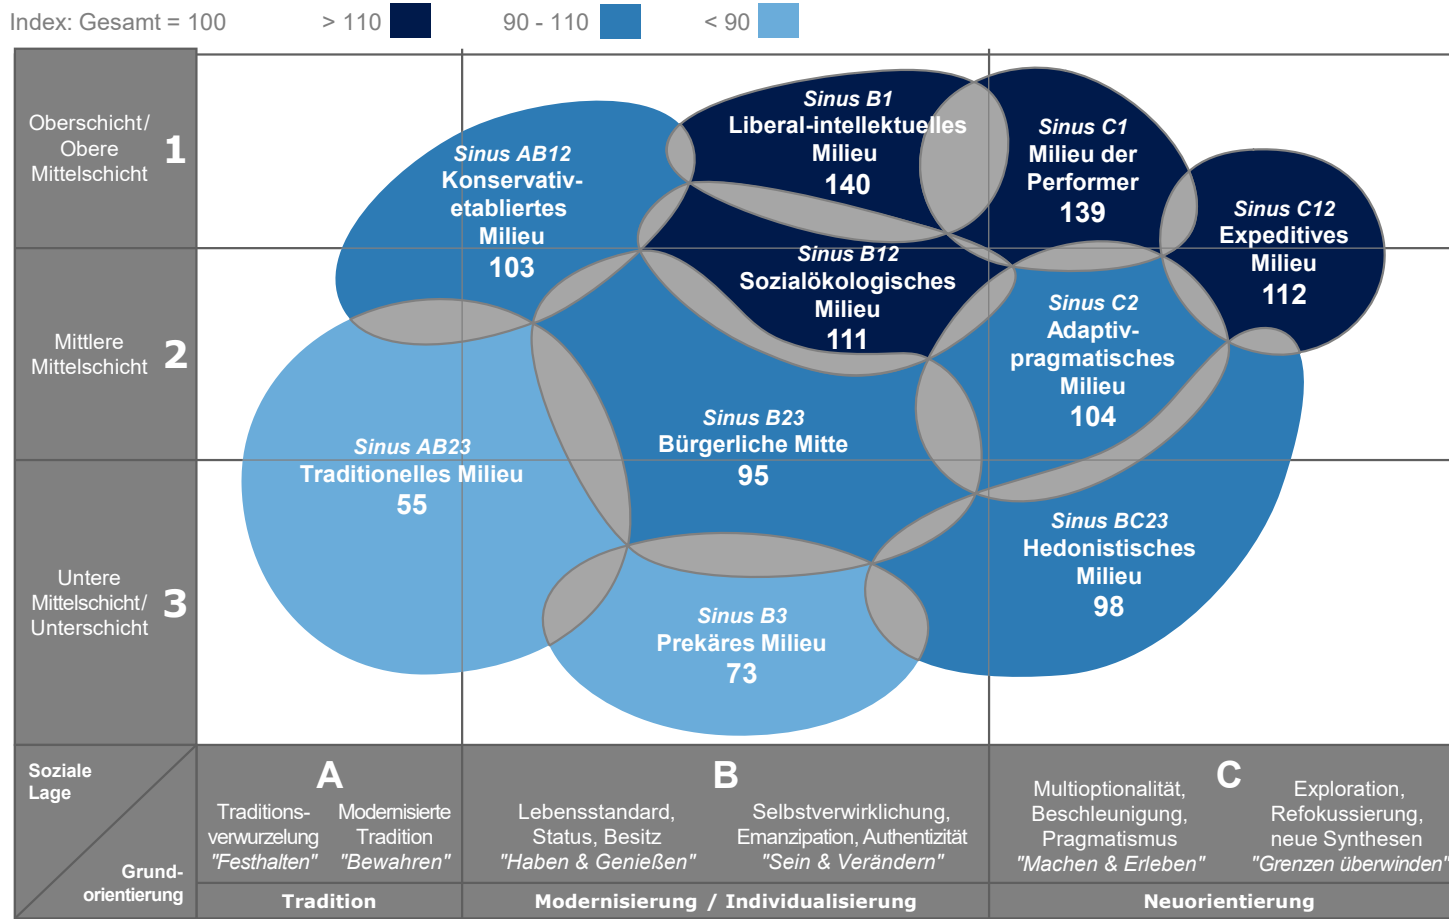 Index: Gesamt = 100
> 110
90 - 110
< 90
Oberschicht/
Obere
Mittelschicht
1
Mittlere
Mittelschicht
2
Untere
Mittelschicht/
Unterschicht
3
Sinus AB12
Konservativ-
etabliertes
Milieu
103
Sinus B1
Liberal-intellektuelles
Milieu
140
Sinus C1
Milieu der
Performer
139
Sinus C12
Expeditives
Milieu
112
Sinus B12
Sozialökologisches
Milieu
111
Sinus C2
Adaptiv-
pragmatisches
Milieu
104
Sinus AB23
Traditionelles Milieu
55
Sinus B23
Bürgerliche Mitte
95
Sinus BC23
Hedonistisches
Milieu
98
Sinus B3
Prekäres Milieu
73
Soziale
Lage
Grund-
orientierung
A
Traditions-
verwurzelung
"Festhalten"
Modernisierte
Tradition
"Bewahren"
Tradition
B
Lebensstandard,
Status, Besitz
"Haben & Genießen"
Selbstverwirklichung,
Emanzipation, Authentizität
"Sein & Verändern"
Modernisierung / Individualisierung
C
Multioptionalität,
Beschleunigung,
Pragmatismus
"Machen & Erleben"
Exploration,
Refokussierung,
neue Synthesen
"Grenzen überwinden"
Neuorientierung